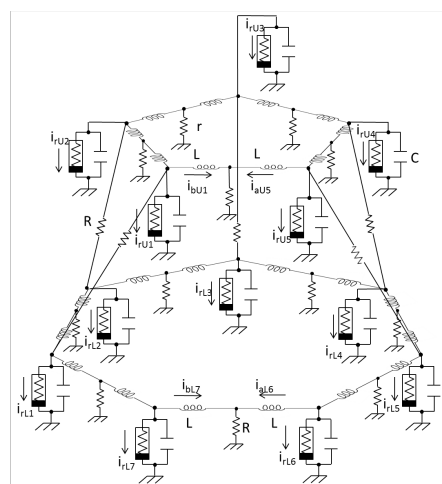 i_rU3
i_rU2
i_rU4
r
L
L
C
i_bU1
i_aU5
R
i_rU1
i_rU5
i_rL3
i_rL2
i_rL4
i_rL1
i_bL7
i_aL6
i_rL5
L
R
L
i_rL7
i_rL6